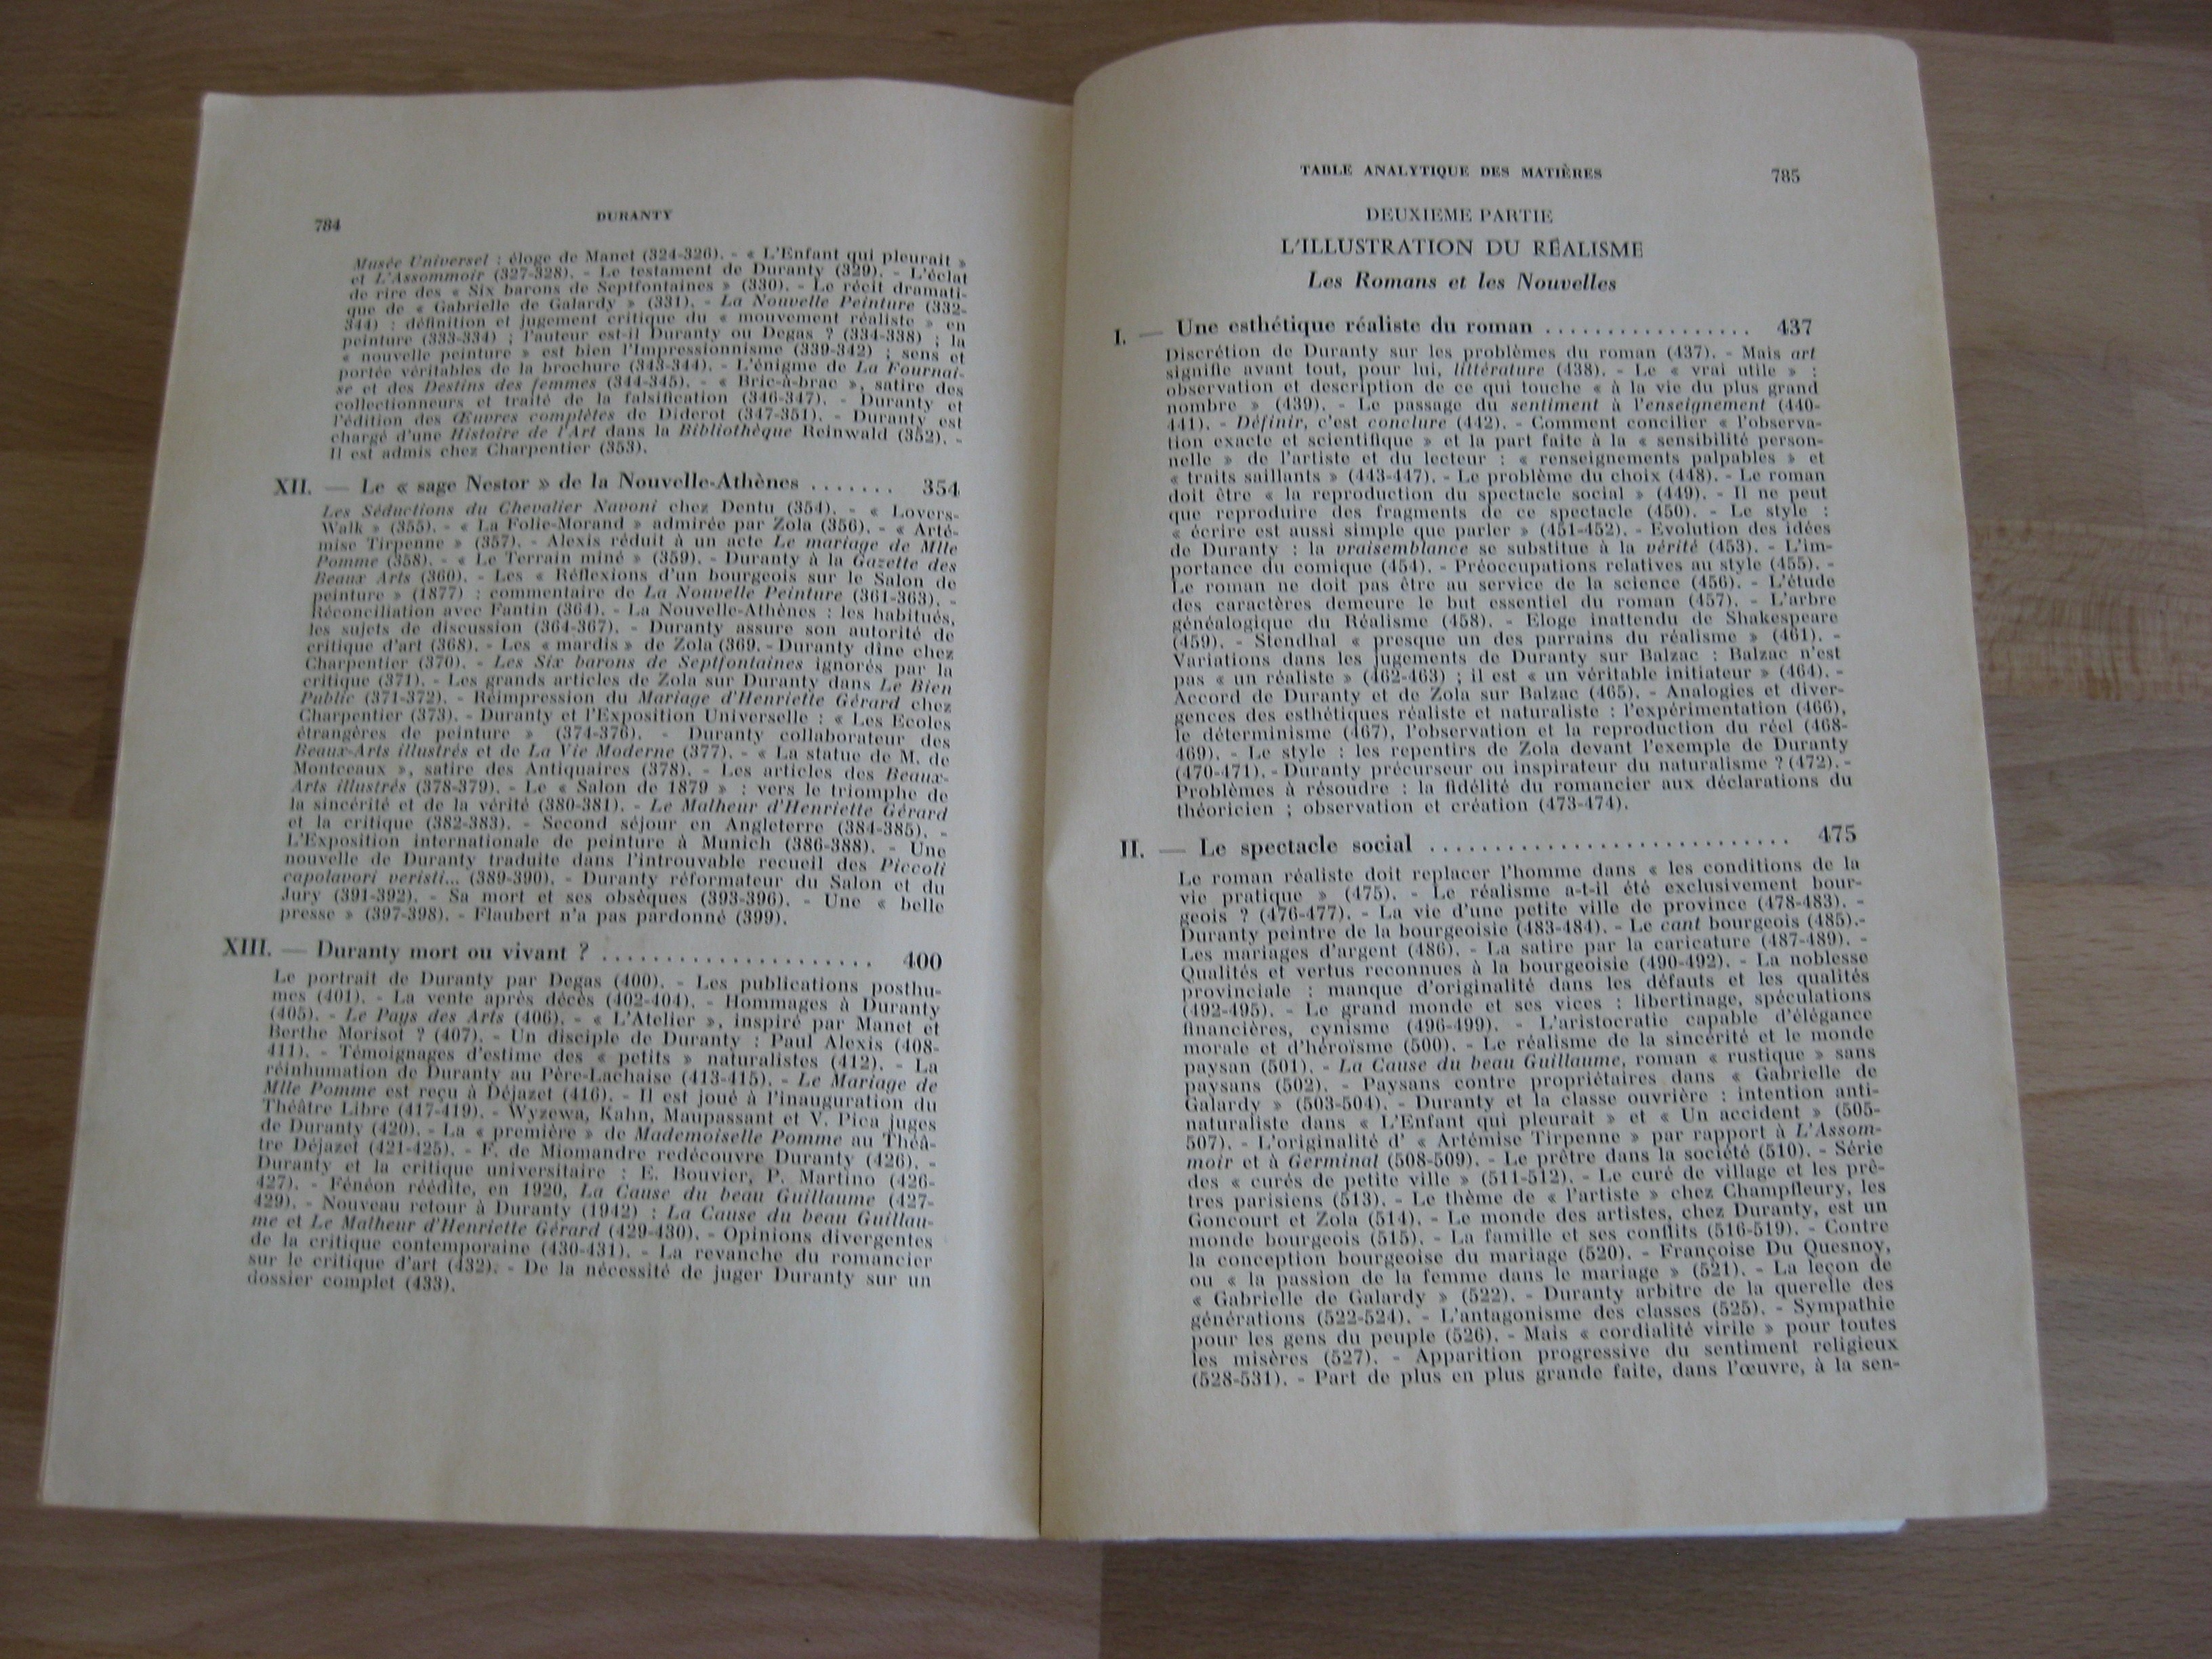 784
DURANTY
Musée Universel : éloge de Manet (324-326). - « L'Enfant qui pleurait »
et L'Assommoir (327-328). - Le testament de Duranty (329). - L'éclat
de rire des « Six barons de Septfontaines » (330). - Le récit dramati-
que de « Gabrielle de Galardy » (331). - La Nouvelle Peinture (332-
344) : définition et jugement critique du « mouvement réaliste » en
peinture (333-334) ; l'auteur est-il Duranty ou Degas ? (334-338) ; la
« nouvelle peinture » est bien l'Impressionnisme (339-342) ; sens et
portée véritables de la brochure (343-344). - L'énigme de La Fournai-
se et des Destins des femmes (344-345). - « Bric-à-brac », satire des
collectionneurs et traité de la falsification (346-347). - Duranty et
l'édition des Œuvres complètes de Diderot (347-351). - Duranty est
chargé d'une Histoire de l'Art dans la Bibliothèque Reinwald (352). -
Il est admis chez Charpentier (353).
XII. — Le « sage Nestor » de la Nouvelle-Athènes ....... 354
Les Séductions du Chevalier Navoni chez Dentu (354). - « Lovers-
Walk » (355). - « La Folie-Morand » admirée par Zola (356). - « Arté-
mise Tirpenne » (357). - Alexis réduit à un acte Le mariage de Mlle
Pomme (358). - « Le Terrain miné » (359). - Duranty à la Gazette des
Beaux Arts (360). - Les « Réflexions d'un bourgeois sur le Salon de
peinture » (1877) : commentaire de La Nouvelle Peinture (361-363). -
Réconciliation avec Fantin (364). - La Nouvelle-Athènes : les habitués,
les sujets de discussion (364-367). - Duranty assure son autorité de
critique d'art (368). - Les « mardis » de Zola (369. - Duranty dîne chez
Charpentier (370). - Les Six barons de Septfontaines ignorés par la
critique (371). - Les grands articles de Zola sur Duranty dans Le Bien
Public (371-372). - Réimpression du Mariage d'Henriette Gérard chez
Charpentier (373). - Duranty et l'Exposition Universelle : « Les Ecoles
étrangères de peinture » (374-376). - Duranty collaborateur des
Beaux-Arts illustrés et de La Vie Moderne (377). - « La statue de M. de
Montceaux », satire des Antiquaires (378). - Les articles des Beaux-
Arts illustrés (378-379). - Le « Salon de 1879 » : vers le triomphe de
la sincérité et de la vérité (380-381). - Le Malheur d'Henriette Gérard
et la critique (382-383). - Second séjour en Angleterre (384-385). -
L'Exposition internationale de peinture à Munich (386-388). - Une
nouvelle de Duranty traduite dans l'introuvable recueil des Piccoli
capolavori veristi... (389-390). - Duranty réformateur du Salon et du
Jury (391-392). - Sa mort et ses obsèques (393-396). - Une « belle
presse » (397-398). - Flaubert n'a pas pardonné (399).
XIII. — Duranty mort ou vivant ? ..................... 400
Le portrait de Duranty par Degas (400). - Les publications posthu-
mes (401). - La vente après décès (402-404). - Hommages à Duranty
(405). - Le Pays des Arts (406). - « L'Atelier », inspiré par Manet et
Berthe Morisot ? (407). - Un disciple de Duranty : Paul Alexis (408-
411). - Témoignages d'estime des « petits » naturalistes (412). - La
réinhumation de Duranty au Père-Lachaise (413-415). - Le Mariage de
Mlle Pomme est reçu à Déjazet (416). - Il est joué à l'inauguration du
Théâtre Libre (417-419). - Wyzewa, Kahn, Maupassant et V. Pica juges
de Duranty (420). - La « première » de Mademoiselle Pomme au Théâ-
tre Déjazet (421-425). - F. de Miomandre redécouvre Duranty (426). -
Duranty et la critique universitaire : E. Bouvier, P. Martino (426-
427). - Fénéon réédite, en 1920, La Cause du beau Guillaume (427-
429). - Nouveau retour à Duranty (1942) : La Cause du beau Guillau-
me et Le Malheur d'Henriette Gérard (429-430). - Opinions divergentes
de la critique contemporaine (430-431). - La revanche du romancier
sur le critique d'art (432). - De la nécessité de juger Duranty sur un
dossier complet (433).
TABLE ANALYTIQUE DES MATIÈRES
785
DEUXIEME PARTIE
L'ILLUSTRATION DU RÉALISME
Les Romans et les Nouvelles
I. — Une esthétique réaliste du roman ................. 437
Discrétion de Duranty sur les problèmes du roman (437). - Mais art
signifie avant tout, pour lui, littérature (438). - Le « vrai utile » :
observation et description de ce qui touche « à la vie du plus grand
nombre » (439). - Le passage du sentiment à l'enseignement (440-
441). - Définir, c'est conclure (442). - Comment concilier « l'observa-
tion exacte et scientifique » et la part faite à la « sensibilité person-
nelle » de l'artiste et du lecteur : « renseignements palpables » et
« traits saillants » (443-447). - Le problème du choix (448). - Le roman
doit être « la reproduction du spectacle social » (449). - Il ne peut
que reproduire des fragments de ce spectacle (450). - Le style :
« écrire est aussi simple que parler » (451-452). - Evolution des idées
de Duranty : la vraisemblance se substitue à la vérité (453). - L'im-
portance du comique (454). - Préoccupations relatives au style (455). -
Le roman ne doit pas être au service de la science (456). - L'étude
des caractères demeure le but essentiel du roman (457). - L'arbre
généalogique du Réalisme (458). - Eloge inattendu de Shakespeare
(459). - Stendhal « presque un des parrains du réalisme » (461). -
Variations dans les jugements de Duranty sur Balzac : Balzac n'est
pas « un réaliste » (462-463) ; il est « un véritable initiateur » (464). -
Accord de Duranty et de Zola sur Balzac (465). - Analogies et diver-
gences des esthétiques réaliste et naturaliste : l'expérimentation (466),
le déterminisme (467), l'observation et la reproduction du réel (468-
469). - Le style : les repentirs de Zola devant l'exemple de Duranty
(470-471). - Duranty précurseur ou inspirateur du naturalisme ? (472). -
Problèmes à résoudre : la fidélité du romancier aux déclarations du
théoricien ; observation et création (473-474).
II. — Le spectacle social ............................ 475
Le roman réaliste doit replacer l'homme dans « les conditions de la
vie pratique » (475). - Le réalisme a-t-il été exclusivement bour-
geois ? (476-477). - La vie d'une petite ville de province (478-483). -
Duranty peintre de la bourgeoisie (483-484). - Le cant bourgeois (485).-
Les mariages d'argent (486). - La satire par la caricature (487-489). -
Qualités et vertus reconnues à la bourgeoisie (490-492). - La noblesse
provinciale : manque d'originalité dans les défauts et les qualités
(492-495). - Le grand monde et ses vices : libertinage, spéculations
financières, cynisme (496-499). - L'aristocratie capable d'élégance
morale et d'héroïsme (500). - Le réalisme de la sincérité et le monde
paysan (501). - La Cause du beau Guillaume, roman « rustique » sans
paysans (502). - Paysans contre propriétaires dans « Gabrielle de
Galardy » (503-504). - Duranty et la classe ouvrière : intention anti-
naturaliste dans « L'Enfant qui pleurait » et « Un accident » (505-
507). - L'originalité d' « Artémise Tirpenne » par rapport à L'Assom-
moir et à Germinal (508-509). - Le prêtre dans la société (510). - Série
des « curés de petite ville » (511-512). - Le curé de village et les prê-
tres parisiens (513). - Le thème de « l'artiste » chez Champfleury, les
Goncourt et Zola (514). - Le monde des artistes, chez Duranty, est un
monde bourgeois (515). - La famille et ses conflits (516-519). - Contre
la conception bourgeoise du mariage (520). - Françoise Du Quesnoy,
ou « la passion de la femme dans le mariage » (521). - La leçon de
« Gabrielle de Galardy » (522). - Duranty arbitre de la querelle des
générations (522-524). - L'antagonisme des classes (525). - Sympathie
pour les gens du peuple (526). - Mais « cordialité virile » pour toutes
les misères (527). - Apparition progressive du sentiment religieux
(528-531). - Part de plus en plus grande faite, dans l'œuvre, à la sen-